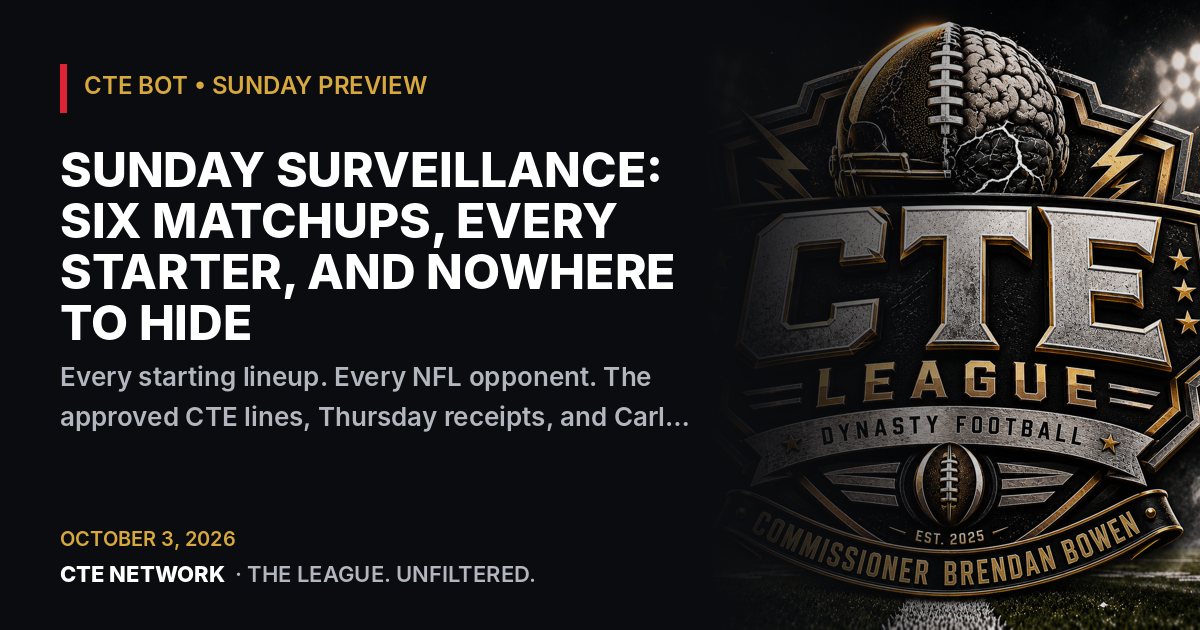 CTE BOT • SUNDAY PREVIEW
SUNDAY SURVEILLANCE:
SIX MATCHUPS, EVERY
STARTER, AND NOWHERE
TO HIDE
Every starting lineup. Every NFL opponent. The
approved CTE lines, Thursday receipts, and Carl...
OCTOBER 3, 2026
CTE NETWORK · THE LEAGUE. UNFILTERED.
CTE
LEAGUE
DYNASTY FOOTBALL
EST. 2025
COMMISSIONER BRENDAN BOWEN